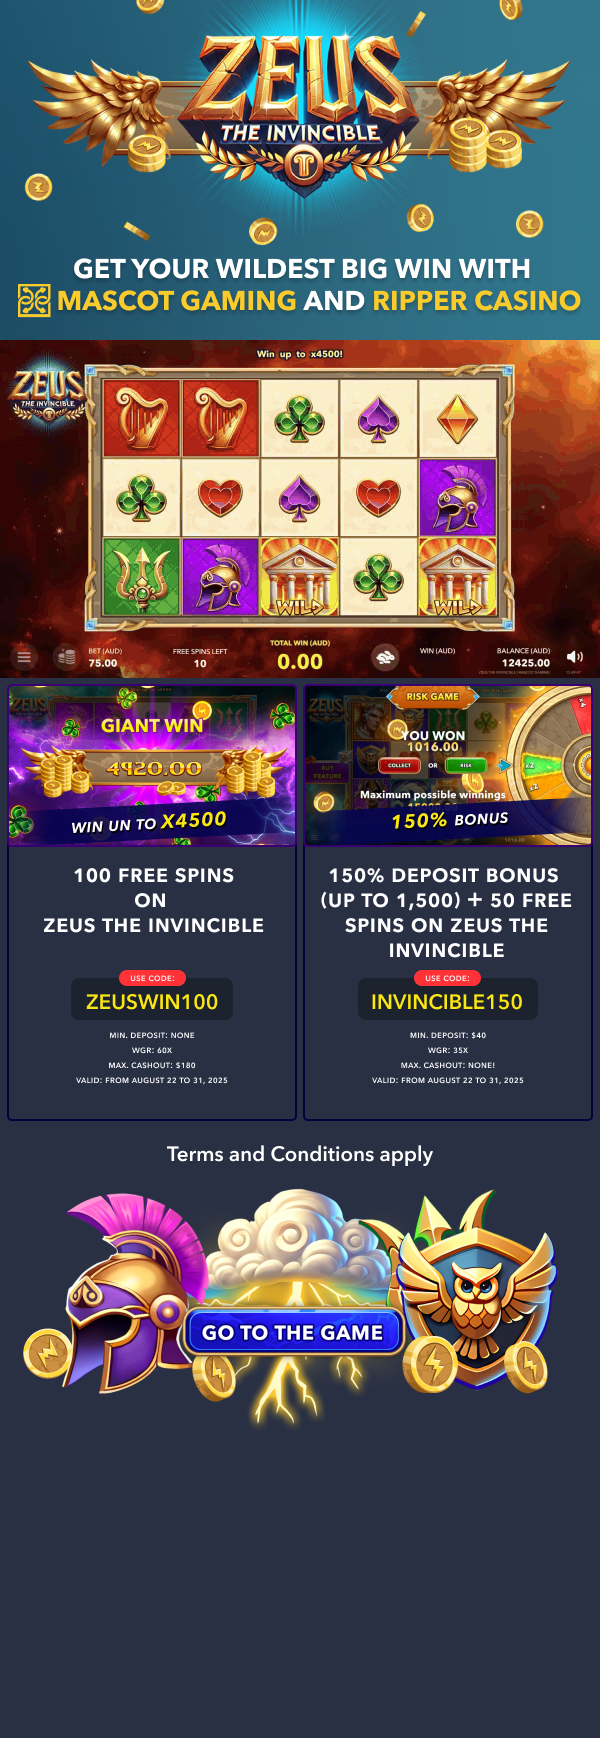 ZEUS
THE INVINCIBLE
GET YOUR WILDEST BIG WIN WITH
MASCOT GAMING AND RIPPER CASINO
Win up to x4500!
ZEUS
THE INVINCIBLE
WILD
WILD
BET (AUD)
75.00
FREE SPINS LEFT
10
TOTAL WIN (AUD)
0.00
WIN (AUD)
BALANCE (AUD)
12425.00
GIANT WIN
4920.00
WIN UN TO X4500
RISK GAME
YOU WON
1016.00
COLLECT OR RISK
x2
x2
BUY
FEATURE
Maximum possible winnings
150% BONUS
1016.00
100 FREE SPINS
ON
ZEUS THE INVINCIBLE
USE CODE:
ZEUSWIN100
MIN. DEPOSIT: NONE
WGR: 60X
MAX. CASHOUT: $180
VALID: FROM AUGUST 22 TO 31, 2025
150% DEPOSIT BONUS
(UP TO 1,500) + 50 FREE
SPINS ON ZEUS THE
INVINCIBLE
USE CODE:
INVINCIBLE150
MIN. DEPOSIT: $40
WGR: 35X
MAX. CASHOUT: NONE!
VALID: FROM AUGUST 22 TO 31, 2025
Terms and Conditions apply
GO TO THE GAME